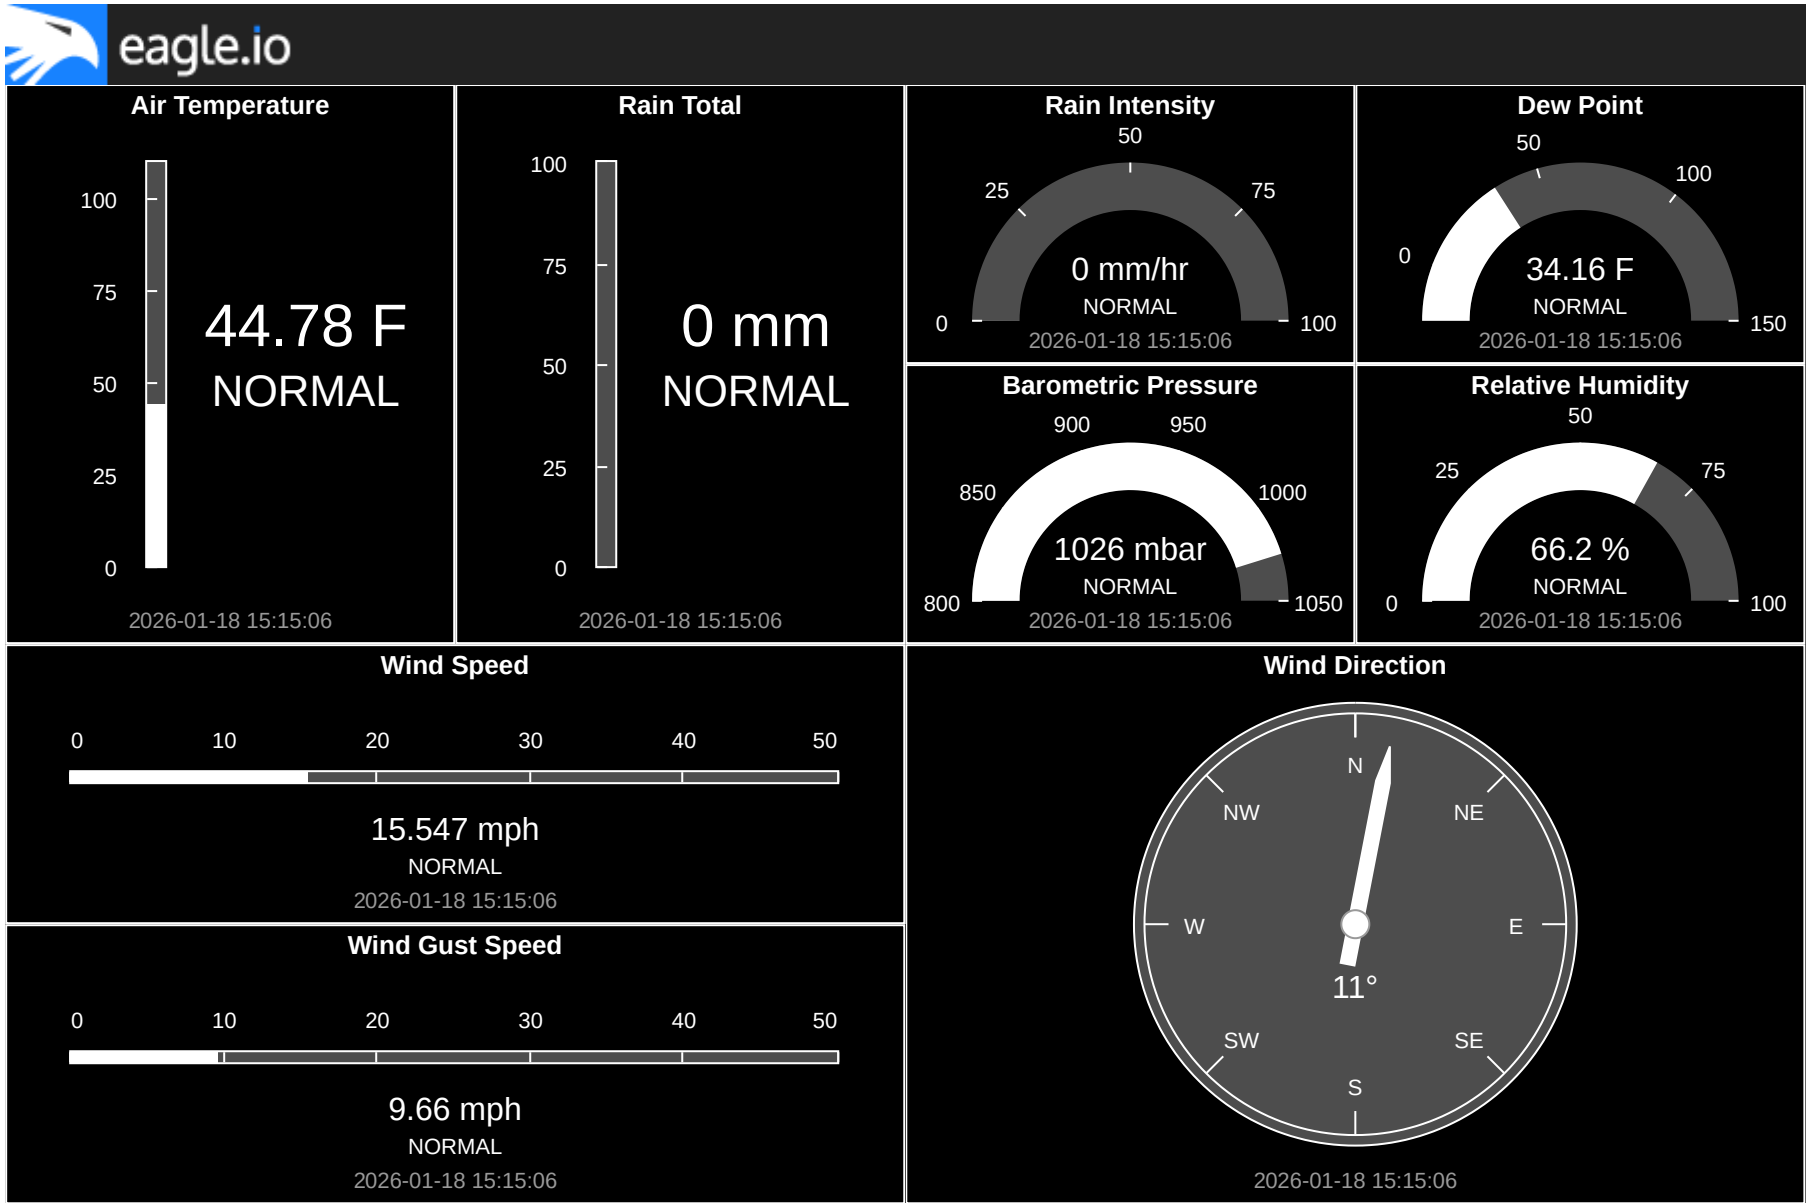 eagle.io
Air Temperature
100
75
50
25
0
44.78 F
NORMAL
2026-01-18 15:15:06
Rain Total
100
75
50
25
0
0 mm
NORMAL
2026-01-18 15:15:06
Rain Intensity
50
25
75
0
100
0 mm/hr
NORMAL
2026-01-18 15:15:06
Dew Point
50
100
0
150
34.16 F
NORMAL
2026-01-18 15:15:06
Barometric Pressure
900
950
850
1000
800
1050
1026 mbar
NORMAL
2026-01-18 15:15:06
Relative Humidity
50
25
75
0
100
66.2 %
NORMAL
2026-01-18 15:15:06
Wind Speed
0 10 20 30 40 50
15.547 mph
NORMAL
2026-01-18 15:15:06
Wind Gust Speed
0 10 20 30 40 50
9.66 mph
NORMAL
2026-01-18 15:15:06
Wind Direction
N
NW
NE
W
E
11°
SW
SE
S
2026-01-18 15:15:06